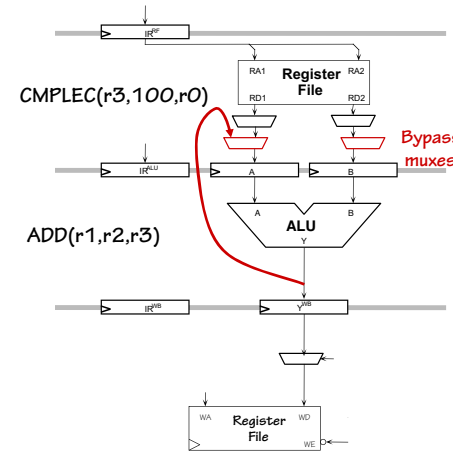 IR^RF
RA1 Register RA2
File
RD1 RD2
CMPLEC(r3,100,r0)
Bypass
muxes
IR^ALU A B
A B
ALU
Y
ADD(r1,r2,r3)
IR^WB Y^WB
WA Register WD
File
WE